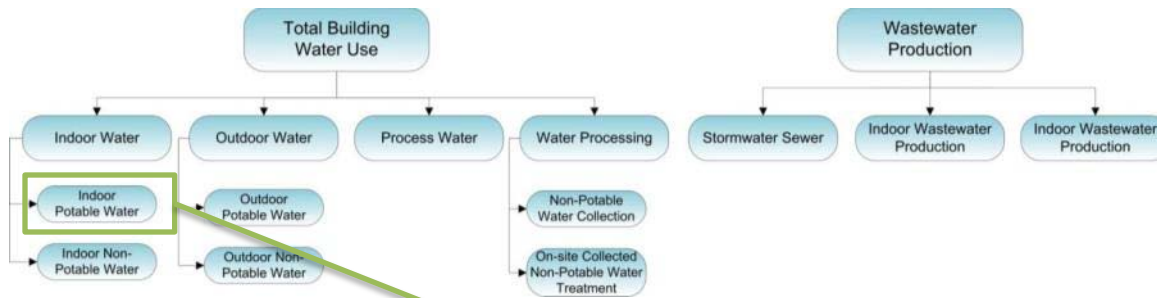 Total Building
Water Use
Wastewater
Production
Indoor Water
Outdoor Water
Process Water
Water Processing
Stormwater Sewer
Indoor Wastewater
Production
Indoor Wastewater
Production
Indoor
Potable Water
Outdoor
Potable Water
Non-Potable
Water Collection
Indoor Non-
Potable Water
Outdoor Non-
Potable Water
On-site Collected
Non-Potable Water
Treatment